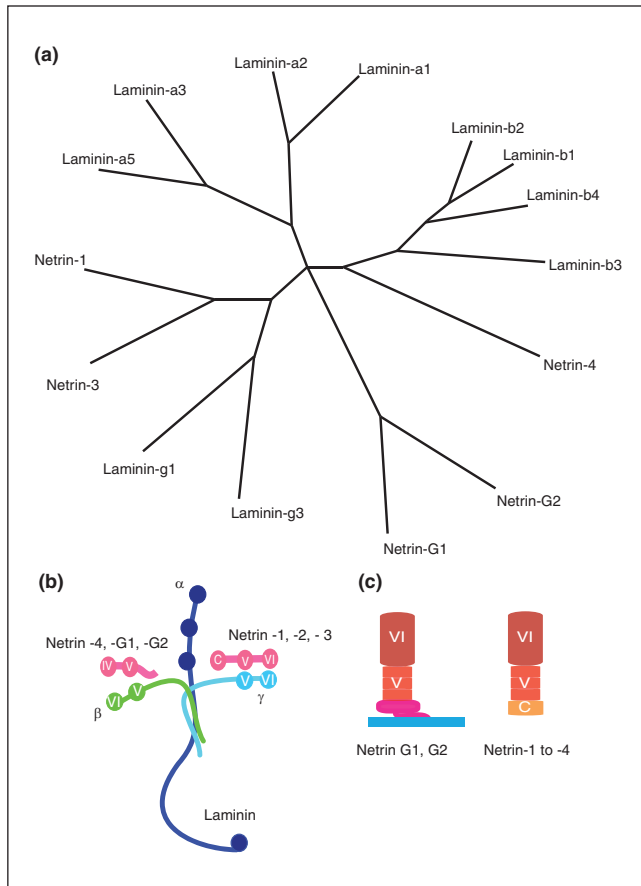 (a)
Laminin-a2
Laminin-a1
Laminin-a3
Laminin-b2
Laminin-b1
Laminin-a5
Laminin-b4
Netrin-1
Laminin-b3
Netrin-4
Netrin-3
Laminin-g1
Netrin-G2
Laminin-g3
Netrin-G1
(b)
α
Netrin -4, -G1, -G2
Netrin -1, -2, - 3
IV V
C V VI
VI V
V VI
β
γ
Laminin
(c)
VI
VI
V
V
C
Netrin G1, G2
Netrin-1 to -4